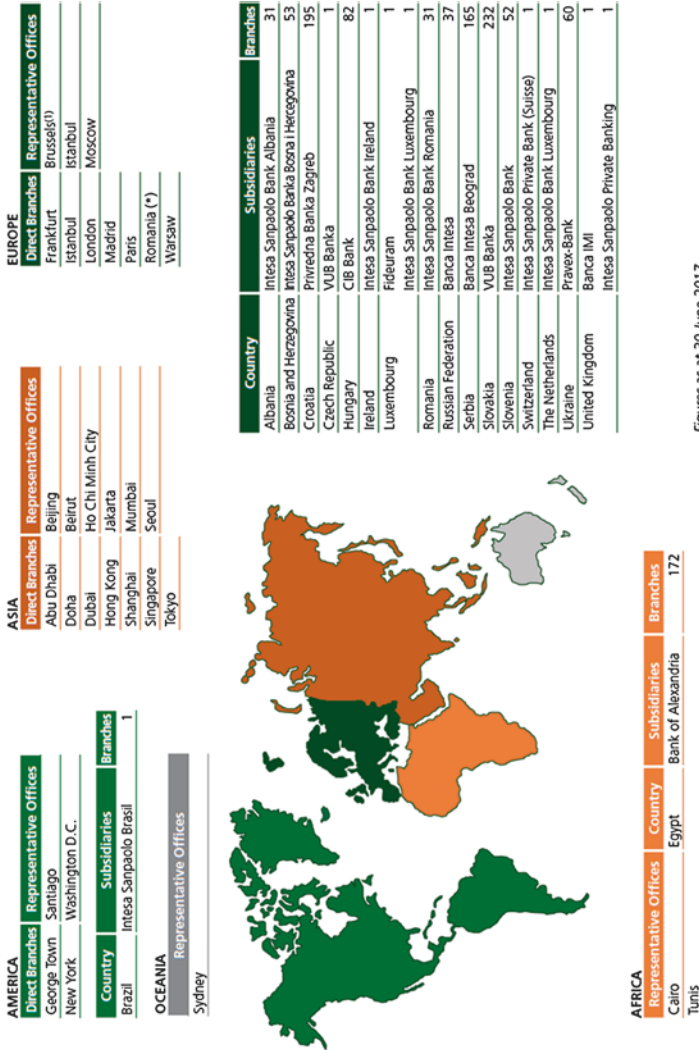 AMERICA
Direct Branches Representative Offices
George Town Santiago
New York Washington D.C.
Country Subsidiaries Branches
Brazil Intesa Sanpaolo Brasil 1
OCEANIA
Representative Offices
Sydney
ASIA
Direct Branches Representative Offices
Abu Dhabi Beijing
Doha Beirut
Dubai Ho Chi Minh City
Hong Kong Jakarta
Shanghai Mumbai
Singapore Seoul
Tokyo
EUROPE
Direct Branches Representative Offices
Frankfurt Brussels(1)
Istanbul Istanbul
London Moscow
Madrid
Paris
Romania (*)
Warsaw
Country Subsidiaries Branches
Albania Intesa Sanpaolo Bank Albania 31
Bosnia and Herzegovina Intesa Sanpaolo Banka Bosna i Hercegovina 53
Croatia Privredna Banka Zagreb 195
Czech Republic VUB Banka 1
Hungary CIB Bank 82
Ireland Intesa Sanpaolo Bank Ireland 1
Luxembourg Fideuram 1
Intesa Sanpaolo Bank Luxembourg 1
Romania Intesa Sanpaolo Bank Romania 31
Russian Federation Banca Intesa 37
Serbia Banca Intesa Beograd 165
Slovakia VUB Banka 232
Slovenia Intesa Sanpaolo Bank 52
Switzerland Intesa Sanpaolo Private Bank (Suisse) 1
The Netherlands Intesa Sanpaolo Bank Luxembourg 1
Ukraine Pravex-Bank 60
United Kingdom Banca IMI 1
Intesa Sanpaolo Private Banking 1
AFRICA
Representative Offices Country Subsidiaries Branches
Cairo Egypt Bank of Alexandria 172
Tunis
Figures as at 30 June 2017